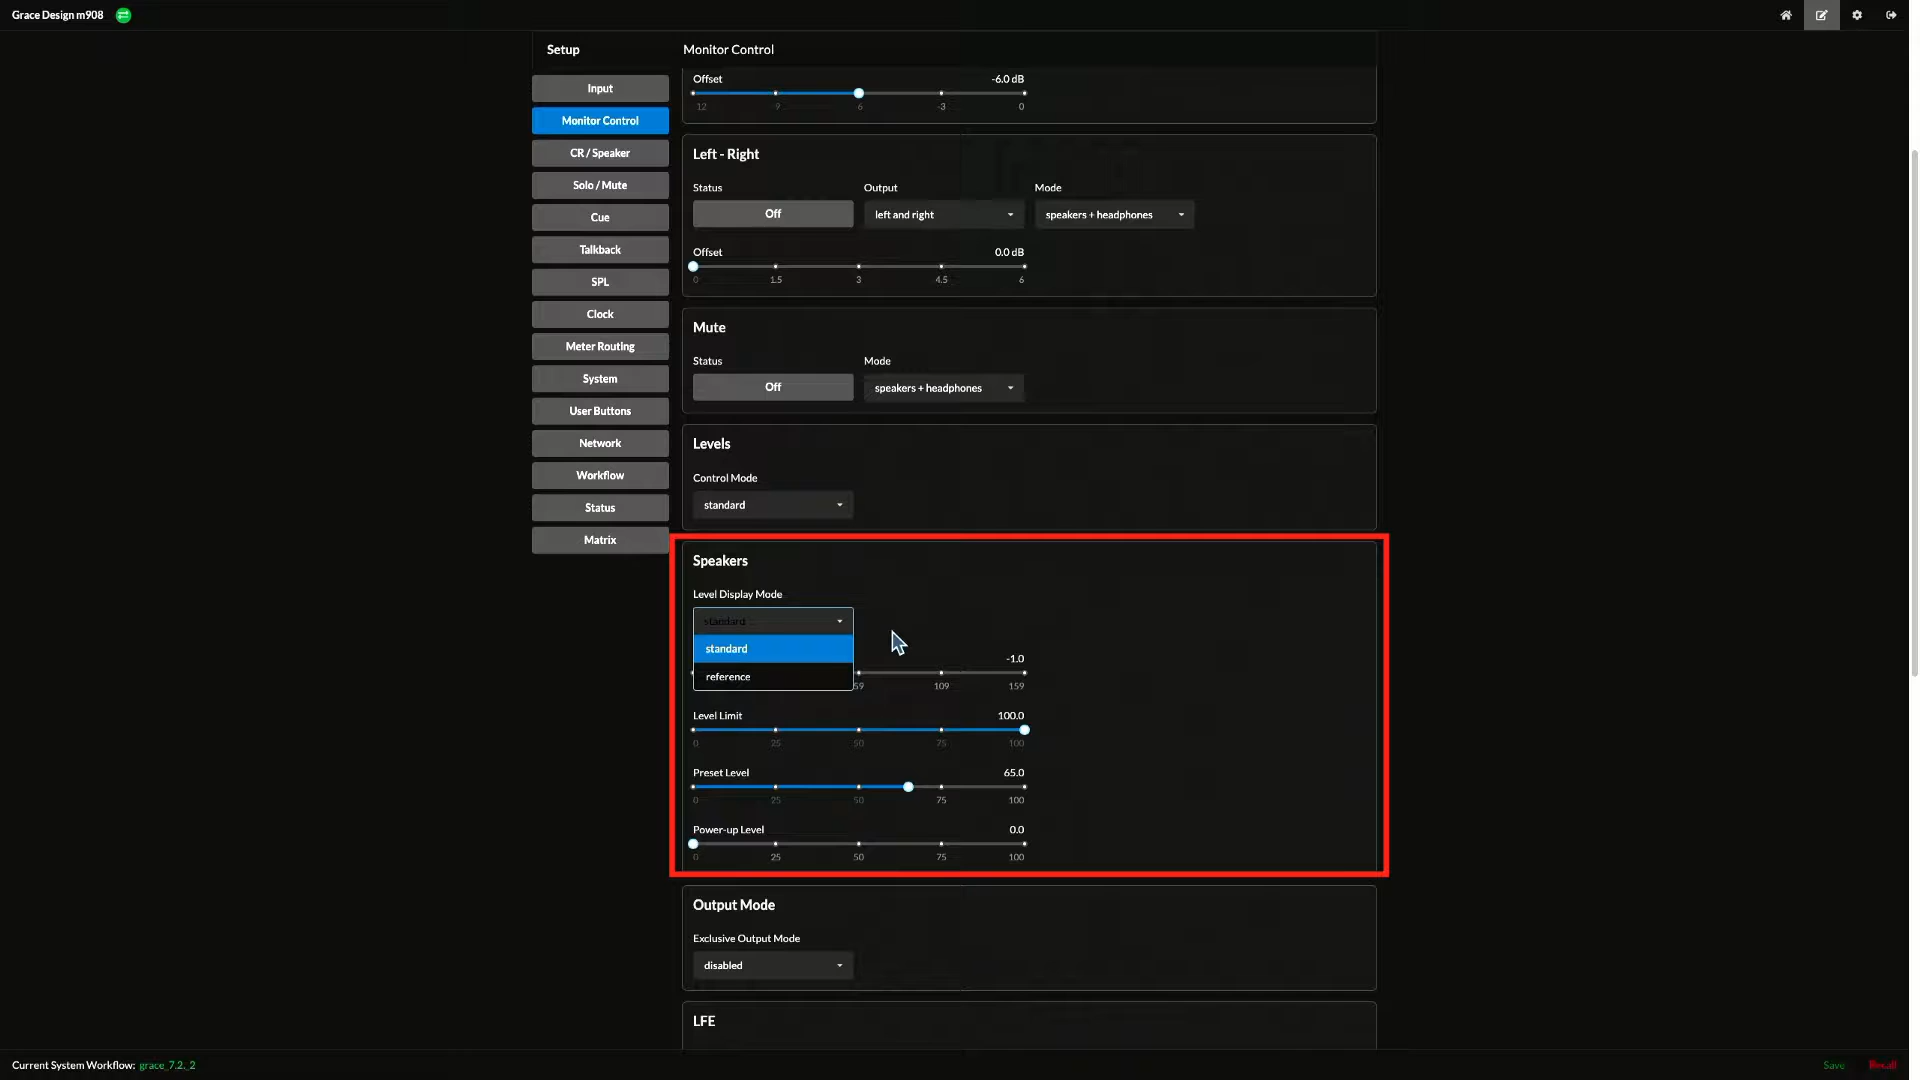 Grace Design m908
Setup
Monitor Control
Input
Monitor Control
CR / Speaker
Solo / Mute
Cue
Talkback
SPL
Clock
Meter Routing
System
User Buttons
Network
Workflow
Status
Matrix
Offset -6.0 dB
12 9 6 -3 0
Left - Right
Status Output Mode
Off left and right speakers + headphones
Offset 0.0 dB
0 1.5 3 4.5 6
Mute
Status Mode
Off speakers + headphones
Levels
Control Mode
standard
Speakers
Level Display Mode
standard
standard
reference
-1.0
59 109 159
Level Limit 100.0
0 25 50 75 100
Preset Level 65.0
0 25 50 75 100
Power-up Level 0.0
0 25 50 75 100
Output Mode
Exclusive Output Mode
disabled
LFE
Current System Workflow: grace_7.2_2
Save Recall